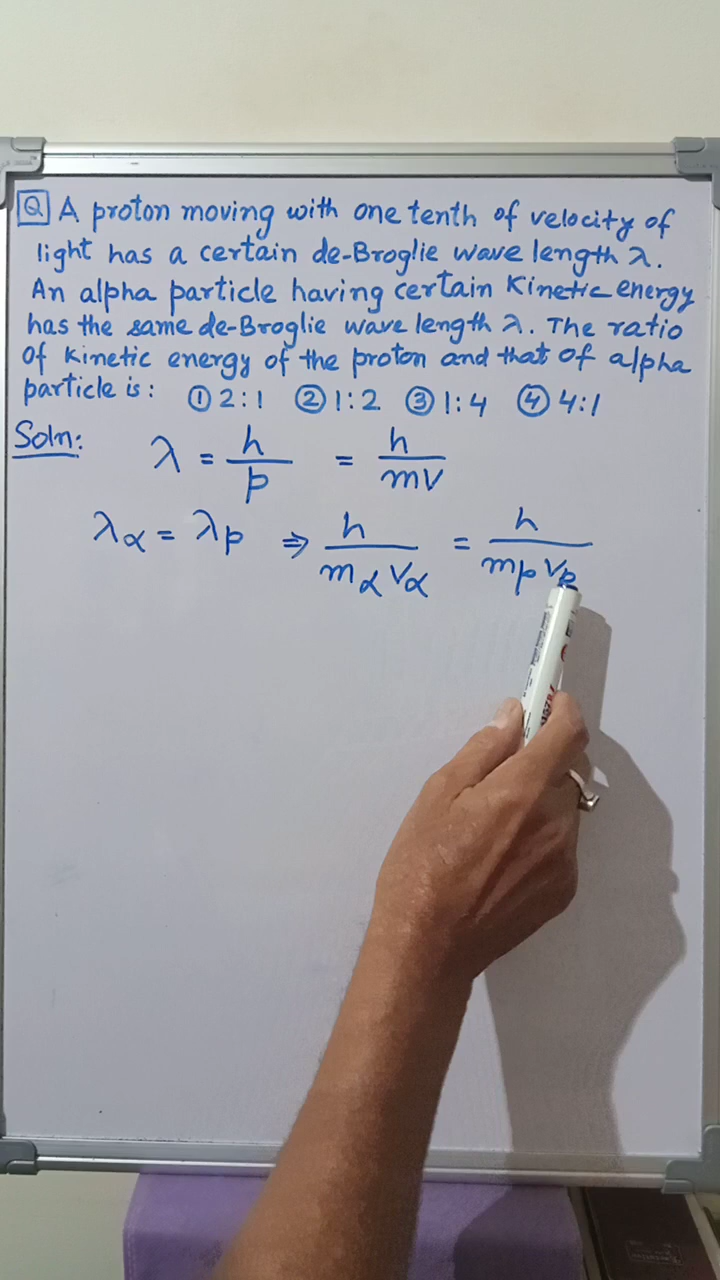 Q A proton moving with one tenth of velocity of
light has a certain de-Broglie wave length λ.
An alpha particle having certain Kinetic energy
has the same de-Broglie wave length λ. The ratio
of kinetic energy of the proton and that of alpha
particle is: ① 2:1 ② 1:2 ③ 1:4 ④ 4:1
Soln: λ = h/p = h/mv
λα = λp ⇒ h/mαvα = h/mpvp